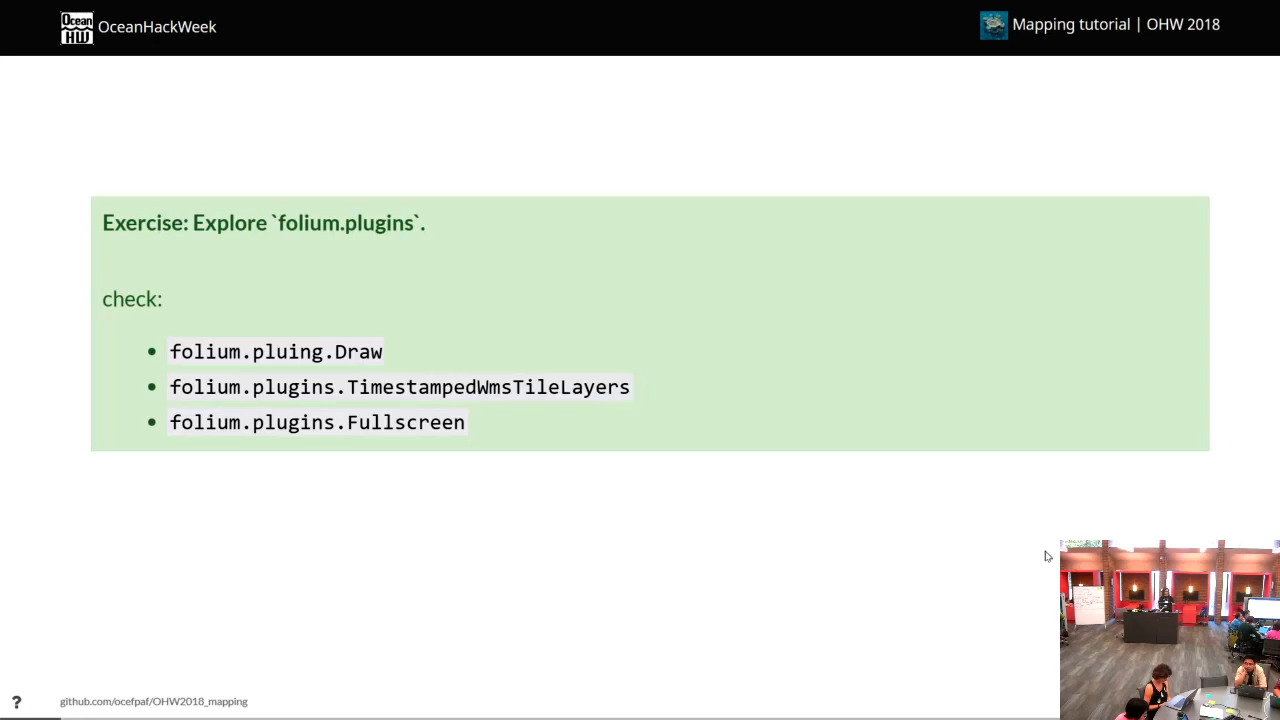 Ocean
HW
OceanHackWeek
Mapping tutorial | OHW 2018
Exercise: Explore `folium.plugins`.
check:
folium.pluing.Draw
folium.plugins.TimestampedWmsTileLayers
folium.plugins.Fullscreen
?
github.com/ocefpaf/OHW2018_mapping